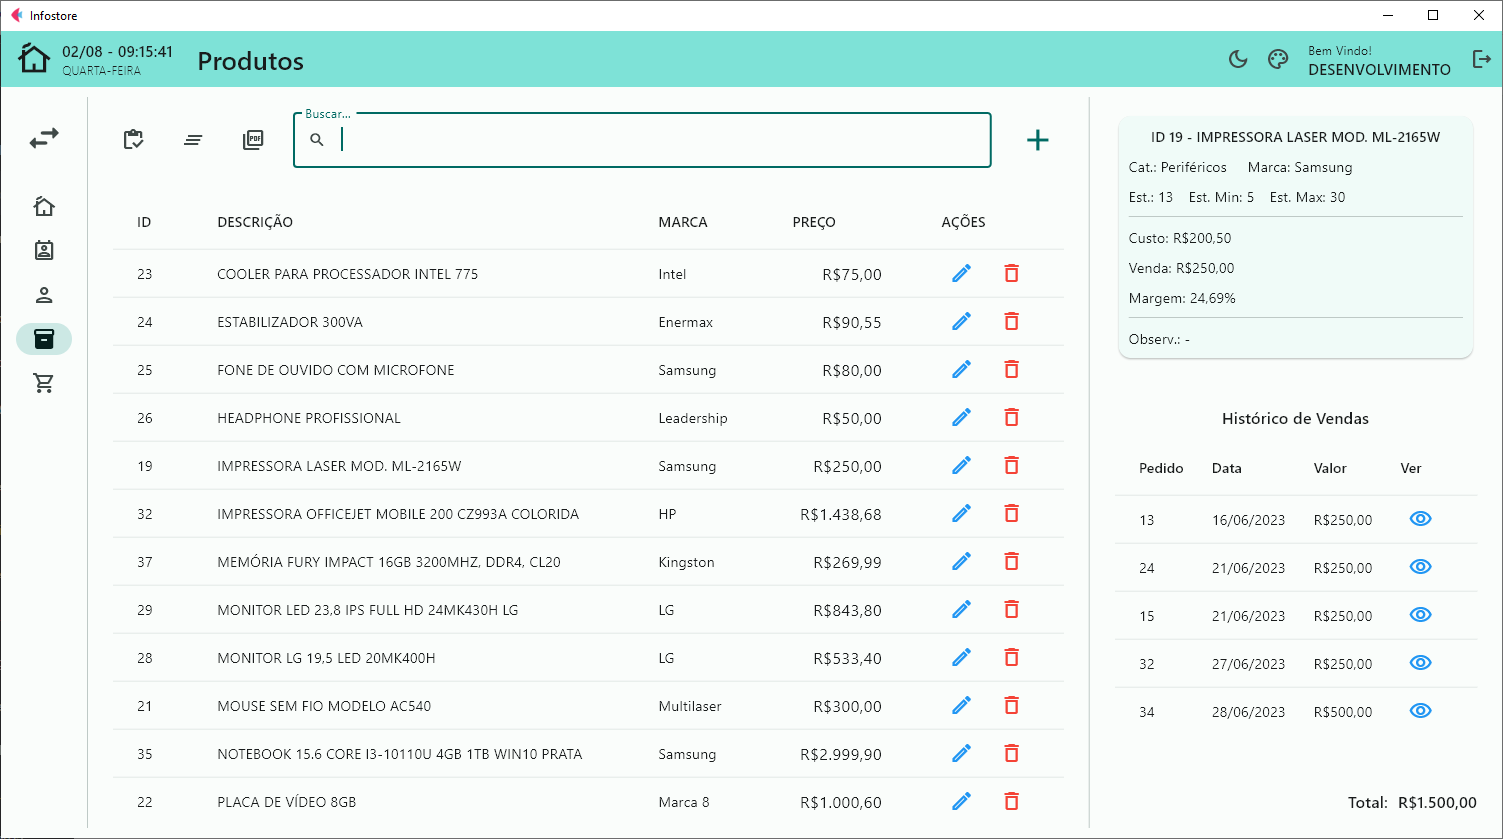 Infostore
02/08 - 09:15:41
QUARTA-FEIRA
Produtos
Bem Vindo!
DESENVOLVIMENTO
PDF
Buscar...
ID DESCRIÇÃO MARCA PREÇO AÇÕES
23 COOLER PARA PROCESSADOR INTEL 775 Intel R$75,00
24 ESTABILIZADOR 300VA Enermax R$90,55
25 FONE DE OUVIDO COM MICROFONE Samsung R$80,00
26 HEADPHONE PROFISSIONAL Leadership R$50,00
19 IMPRESSORA LASER MOD. ML-2165W Samsung R$250,00
32 IMPRESSORA OFFICEJET MOBILE 200 CZ993A COLORIDA HP R$1.438,68
37 MEMÓRIA FURY IMPACT 16GB 3200MHZ, DDR4, CL20 Kingston R$269,99
29 MONITOR LED 23,8 IPS FULL HD 24MK430H LG LG R$843,80
28 MONITOR LG 19,5 LED 20MK400H LG R$533,40
21 MOUSE SEM FIO MODELO AC540 Multilaser R$300,00
35 NOTEBOOK 15.6 CORE I3-10110U 4GB 1TB WIN10 PRATA Samsung R$2.999,90
22 PLACA DE VÍDEO 8GB Marca 8 R$1.000,60
ID 19 - IMPRESSORA LASER MOD. ML-2165W
Cat.: Periféricos Marca: Samsung
Est.: 13 Est. Min: 5 Est. Max: 30
Custo: R$200,50
Venda: R$250,00
Margem: 24,69%
Observ.: -
Histórico de Vendas
Pedido Data Valor Ver
13 16/06/2023 R$250,00
24 21/06/2023 R$250,00
15 21/06/2023 R$250,00
32 27/06/2023 R$250,00
34 28/06/2023 R$500,00
Total: R$1.500,00